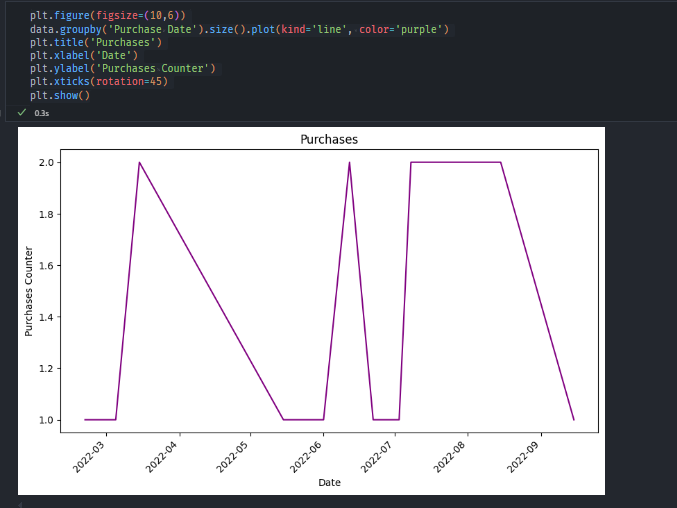 plt.figure(figsize=(10,6))
data.groupby('Purchase Date').size().plot(kind='line', color='purple')
plt.title('Purchases')
plt.xlabel('Date')
plt.ylabel('Purchases Counter')
plt.xticks(rotation=45)
plt.show()
0.3s
Purchases
2.0
1.8
1.6
1.4
1.2
1.0
Purchases Counter
2022-03
2022-04
2022-05
2022-06
2022-07
2022-08
2022-09
Date